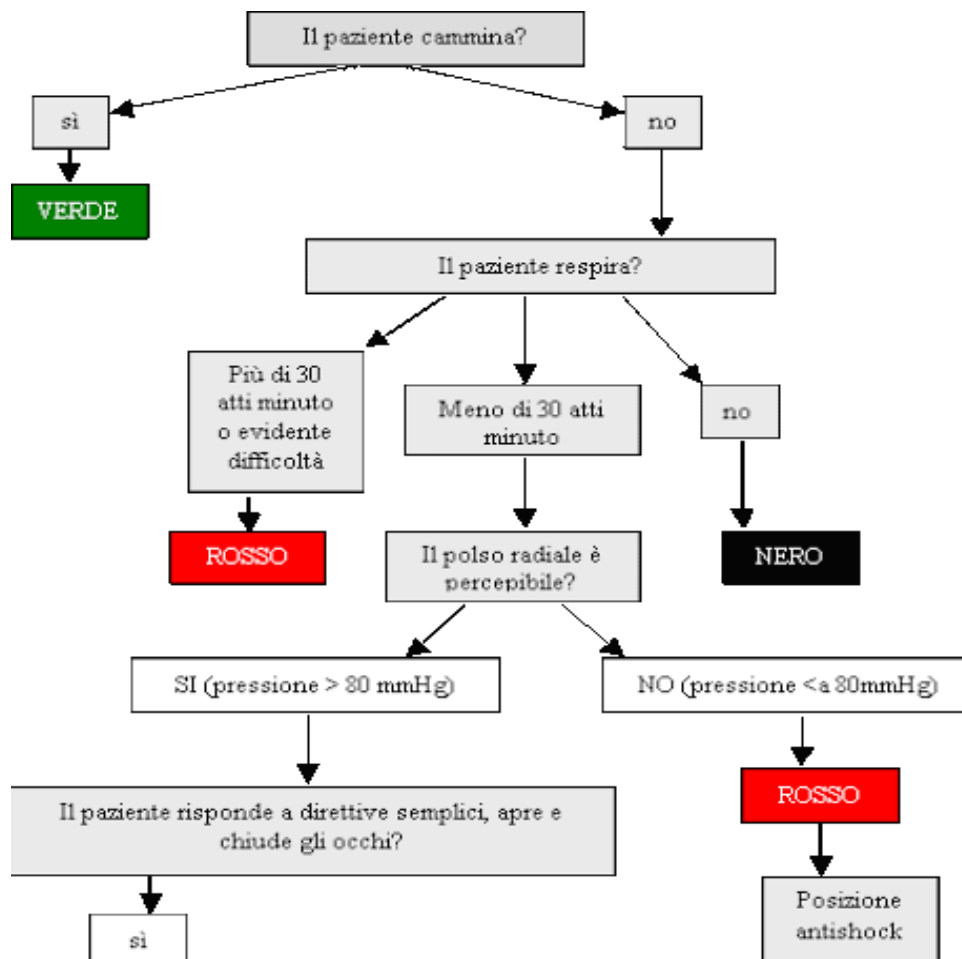 Il paziente cammina?
sì
no
VERDE
Il paziente respira?
Più di 30
atti minuto
o evidente
difficoltà
Meno di 30 atti
minuto
no
ROSSO
Il polso radiale è
percepibile?
NERO
SI (pressione > 80 mmHg)
NO (pressione <a 80mmHg)
Il paziente risponde a direttive semplici, apre e
chiude gli occhi?
ROSSO
sì
Posizione
antishock